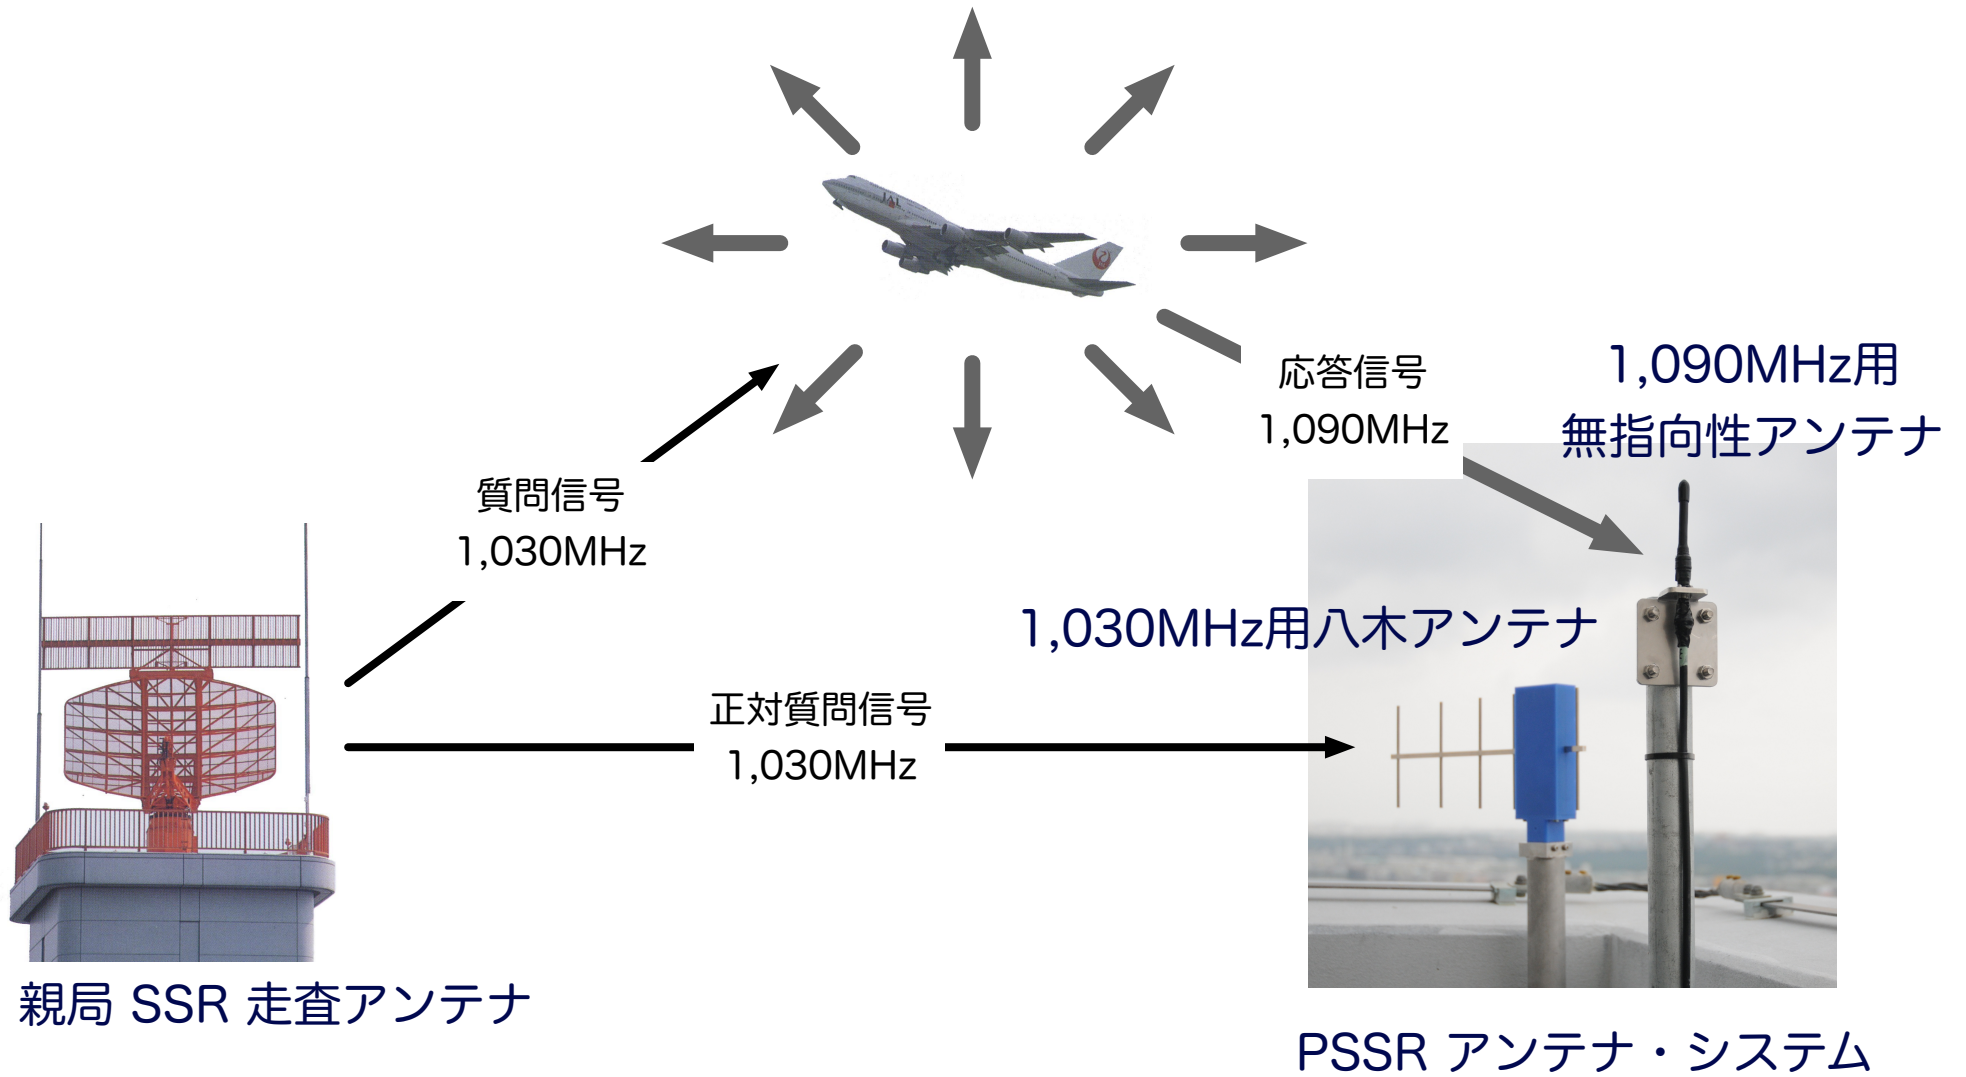 応答信号
1,090MHz
1,090MHz用
無指向性アンテナ
質問信号
1,030MHz
1,030MHz用八木アンテナ
正対質問信号
1,030MHz
親局 SSR 走査アンテナ
PSSR アンテナ・システム
JAL